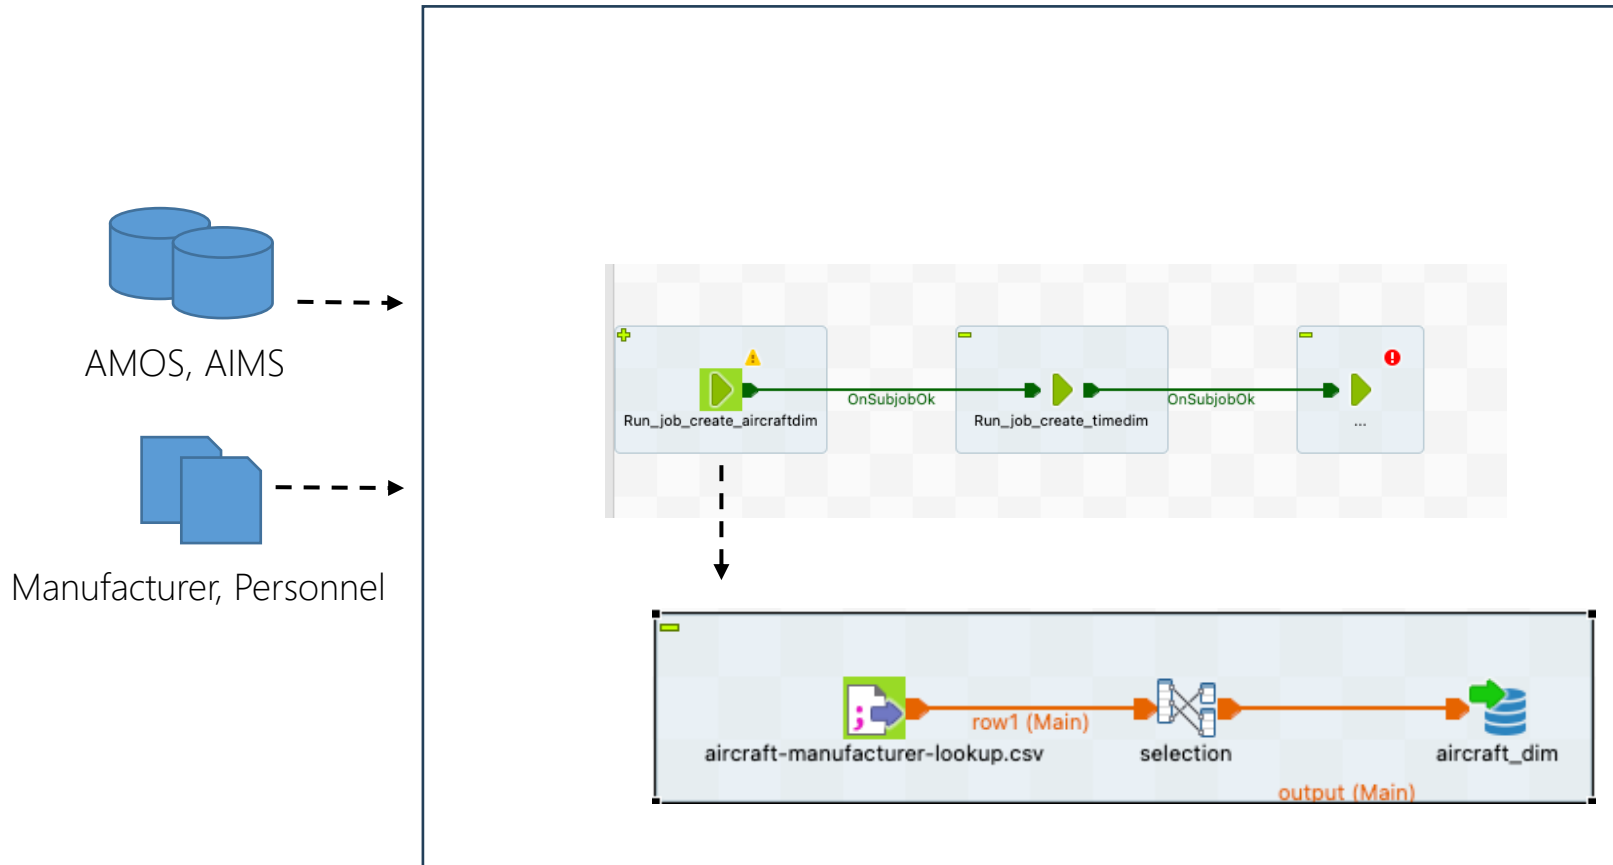 AMOS, AIMS
Manufacturer, Personnel
OnSubjobOk
OnSubjobOk
Run_job_create_aircraftdim
Run_job_create_timedim
...
row1 (Main)
aircraft-manufacturer-lookup.csv
selection
aircraft_dim
output (Main)